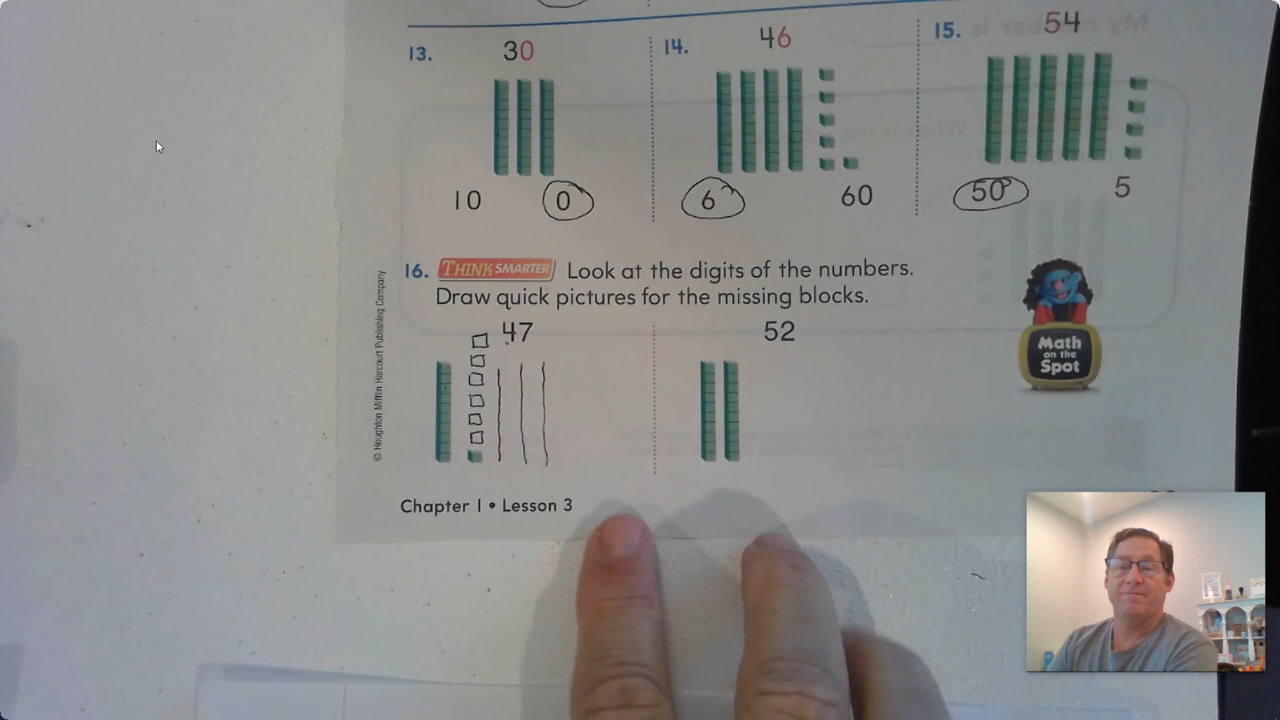 13. 30
10 0
14. 46
6 60
15. 54
50 5
16. THINK SMARTER Look at the digits of the numbers.
Draw quick pictures for the missing blocks.
47 52
Math
on the
Spot
© Houghton Mifflin Harcourt Publishing Company
Chapter 1 • Lesson 3